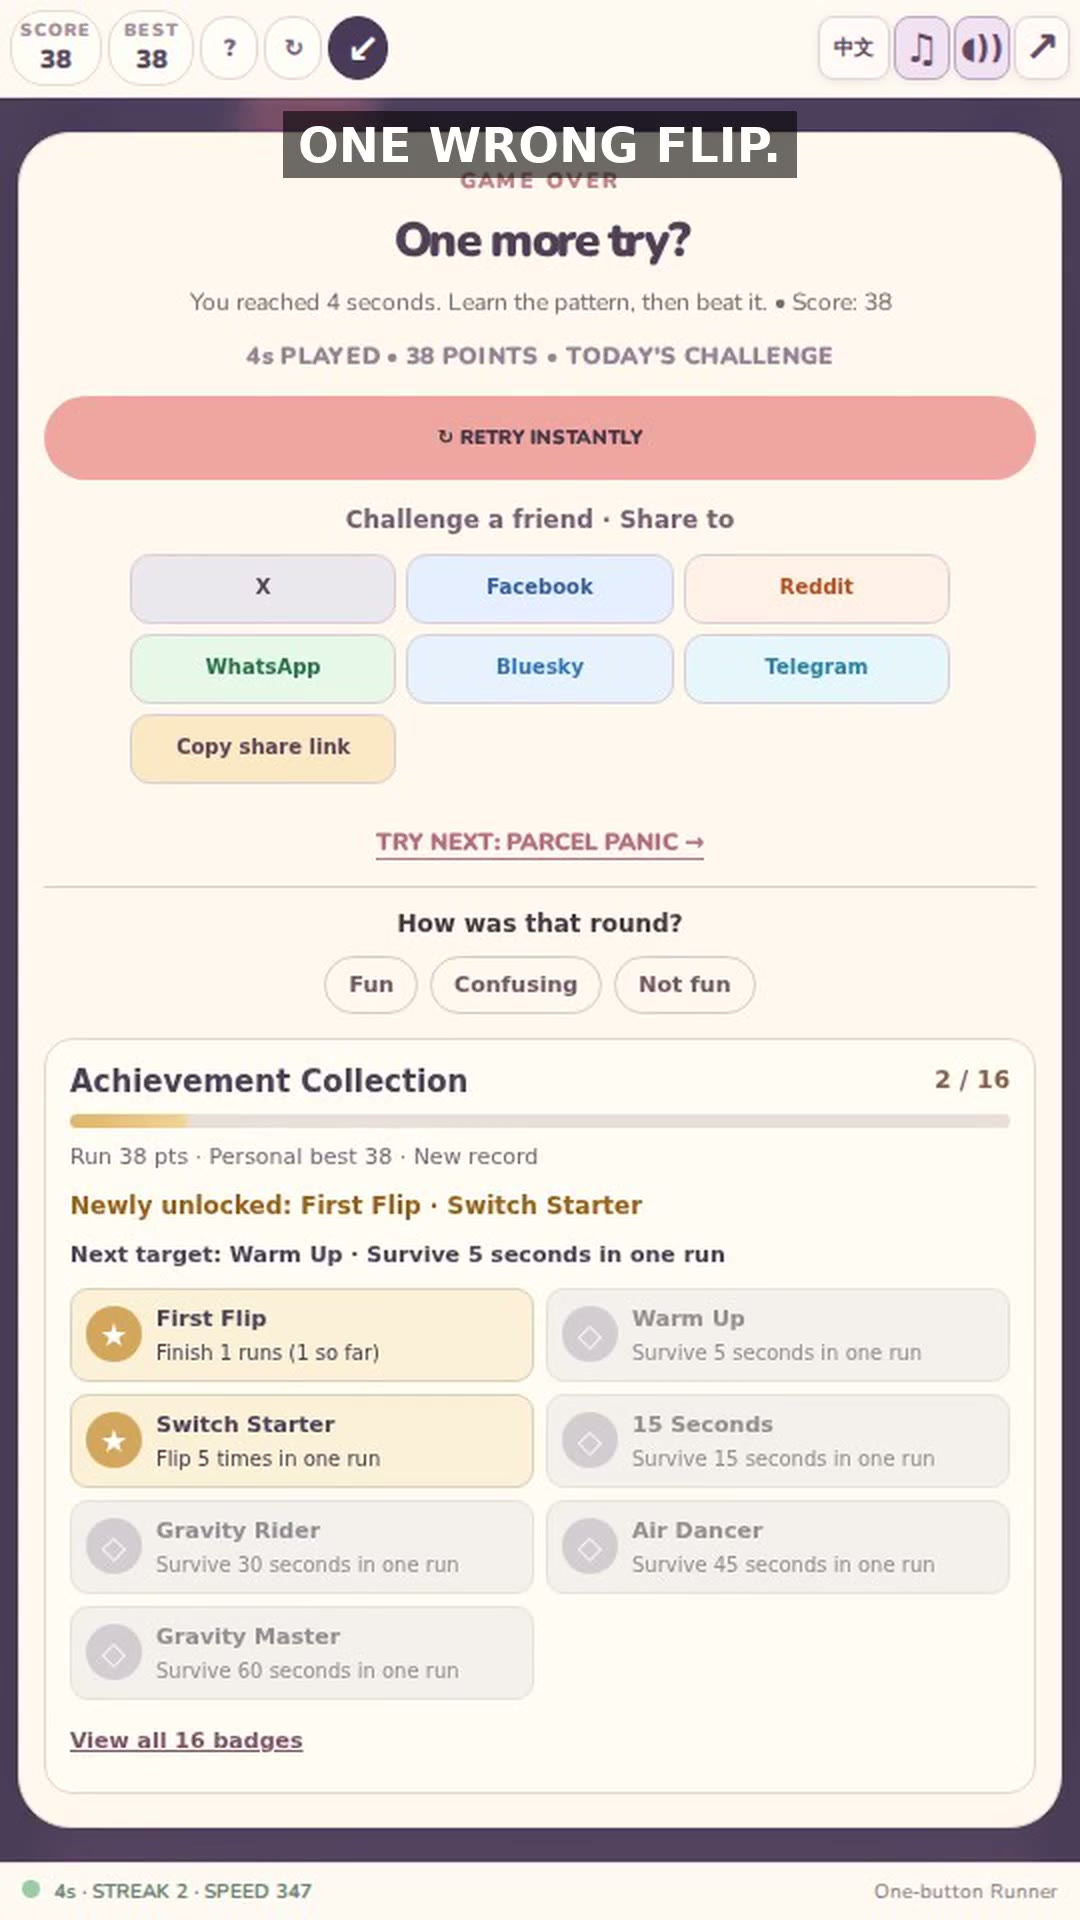 SCORE
38
BEST
38
?
↻
↙
中文
♫
↗
ONE WRONG FLIP.
GAME OVER
One more try?
You reached 4 seconds. Learn the pattern, then beat it. • Score: 38
4s PLAYED • 38 POINTS • TODAY'S CHALLENGE
↻ RETRY INSTANTLY
Challenge a friend · Share to
X
Facebook
Reddit
WhatsApp
Bluesky
Telegram
Copy share link
TRY NEXT: PARCEL PANIC →
How was that round?
Fun
Confusing
Not fun
Achievement Collection
2 / 16
Run 38 pts · Personal best 38 · New record
Newly unlocked: First Flip · Switch Starter
Next target: Warm Up · Survive 5 seconds in one run
First Flip
Finish 1 runs (1 so far)
Warm Up
Survive 5 seconds in one run
Switch Starter
Flip 5 times in one run
15 Seconds
Survive 15 seconds in one run
Gravity Rider
Survive 30 seconds in one run
Air Dancer
Survive 45 seconds in one run
Gravity Master
Survive 60 seconds in one run
View all 16 badges
4s · STREAK 2 · SPEED 347
One-button Runner